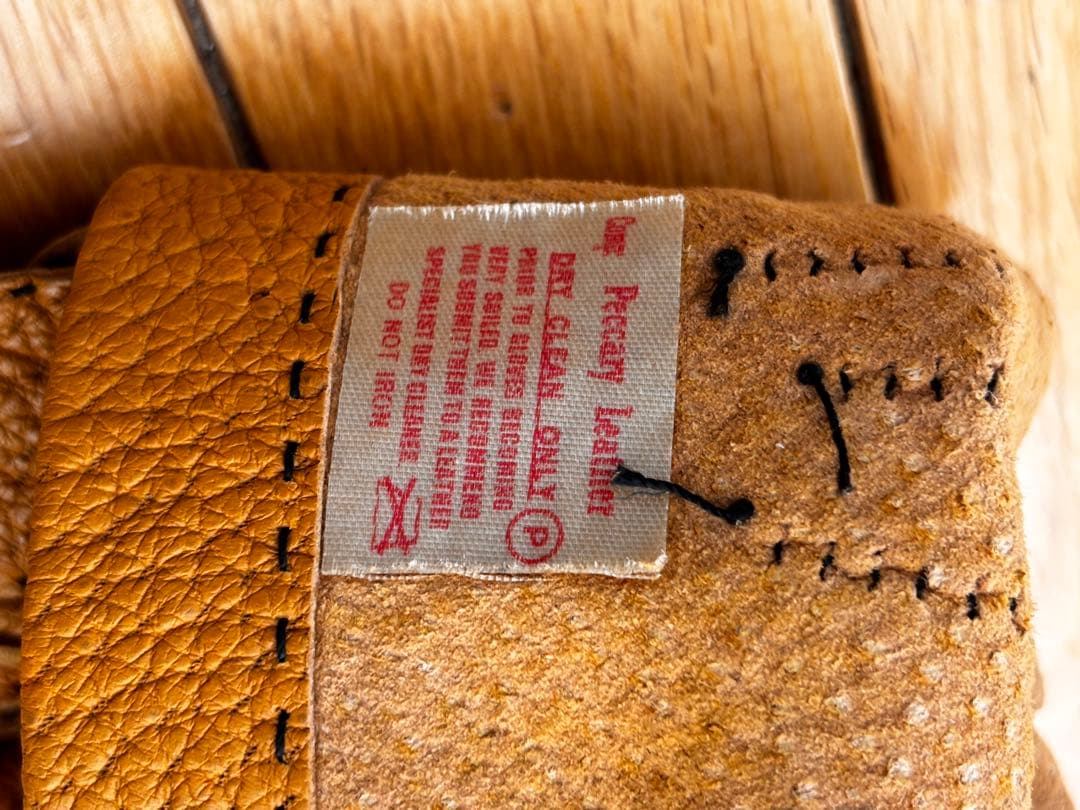 Genuine Peccary Leather
DRY CLEAN ONLY
PRIOR TO GLOVES BECOMING
VERY SOILED WE RECOMMEND
YOU SUBMIT THEM TO A LEATHER
SPECIALIST DRY CLEANER.
DO NOT IRON
P